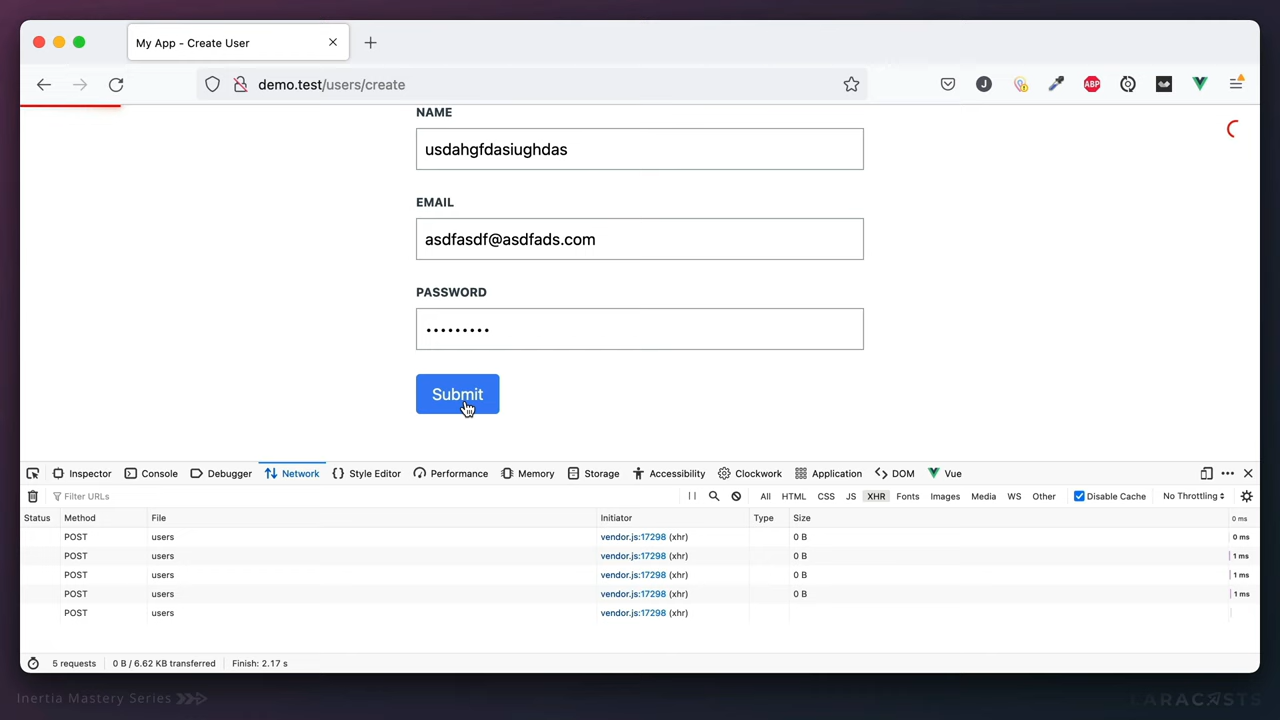 My App - Create User
demo.test/users/create
NAME
usdahgfdasiughdas
EMAIL
asdfasdf@asdfads.com
PASSWORD
•••••••••
Submit
Inspector Console Debugger Network Style Editor Performance Memory Storage Accessibility Clockwork Application DOM Vue
Filter URLs All HTML CSS JS XHR Fonts Images Media WS Other Disable Cache No Throttling
Status Method File Initiator Type Size 0 ms
POST users vendor.js:17298 (xhr) 0 B 0 ms
POST users vendor.js:17298 (xhr) 0 B 1 ms
POST users vendor.js:17298 (xhr) 0 B 1 ms
POST users vendor.js:17298 (xhr) 0 B 1 ms
POST users vendor.js:17298 (xhr)
5 requests 0 B / 6.62 KB transferred Finish: 2.17 s
Inertia Mastery Series LARACASTS